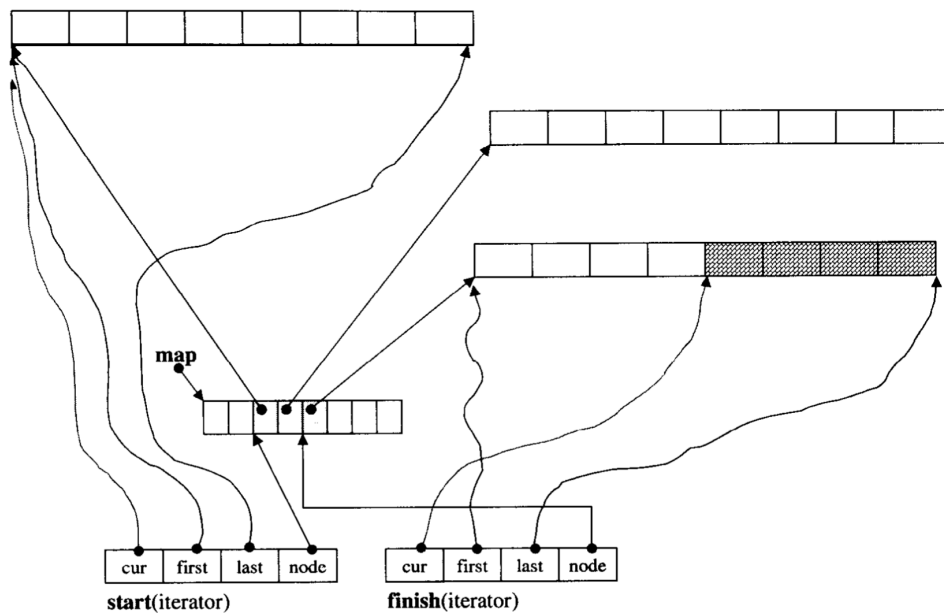 map
cur first last node
cur first last node
start(iterator)
finish(iterator)